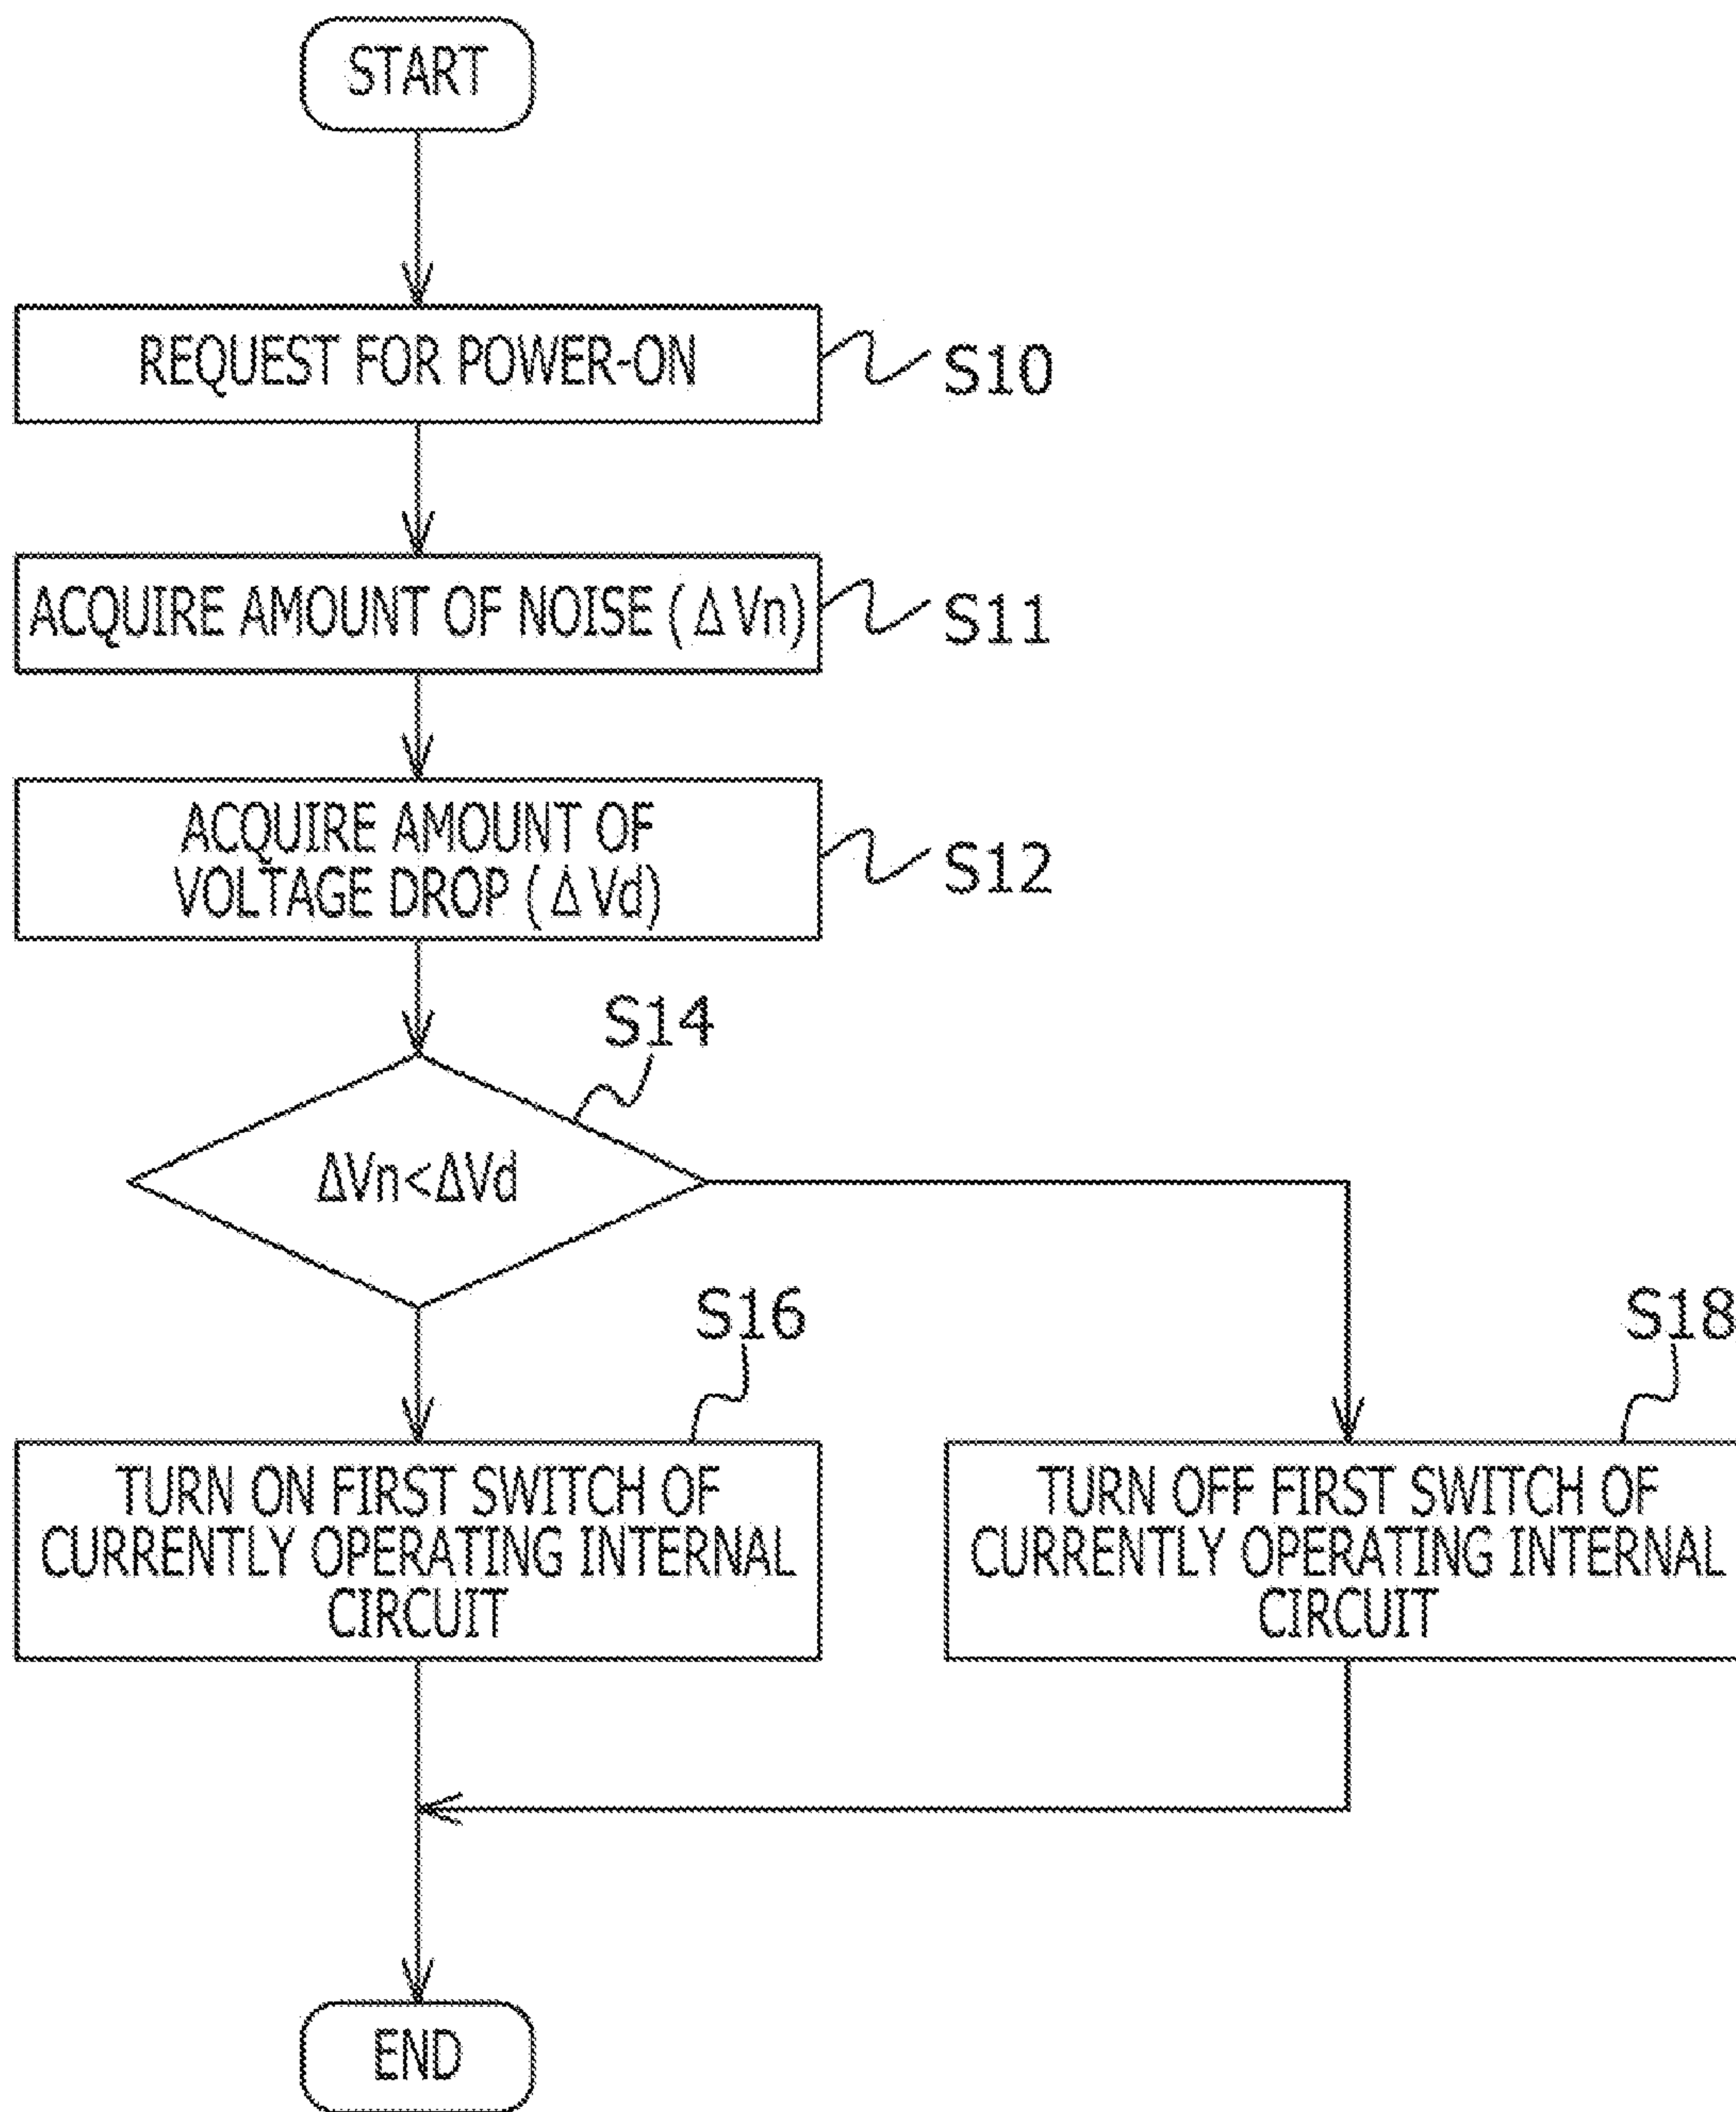 START
REQUEST FOR POWER-ON
S10
ACQUIRE AMOUNT OF NOISE (Δ Vn)
S11
ACQUIRE AMOUNT OF
VOLTAGE DROP (Δ Vd)
S12
S14
ΔVn<ΔVd
S16
S18
TURN ON FIRST SWITCH OF
CURRENTLY OPERATING INTERNAL
CIRCUIT
TURN OFF FIRST SWITCH OF
CURRENTLY OPERATING INTERNAL
CIRCUIT
END